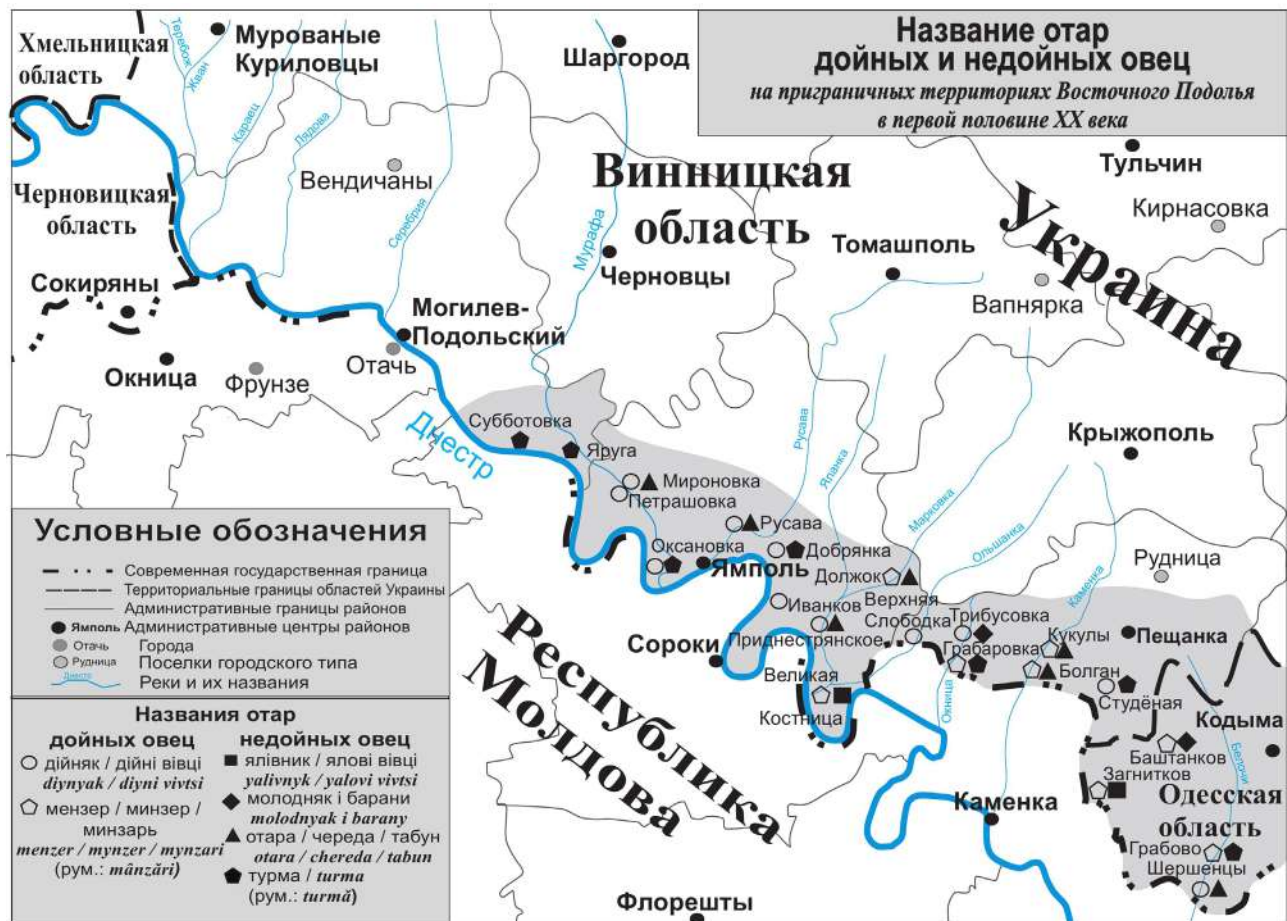 Название отар
дойных и недойных овец
на приграничных территориях Восточного Подолья
в первой половине XX века
Хмельницкая
область
Теребож
Жван
Мурованые
Куриловцы
Караец
Лядова
Шаргород
Вендичаны
Винницкая
область
Тульчин
Кирнасовка
Украина
Черновицкая
область
Серебрия
Мурафа
Черновцы
Томашполь
Вапнярка
Сокиряны
Могилев-
Подольский
Отачь
Окница
Фрунзе
Днестр
Субботовка
Яруга
Русава
Яланка
Крыжополь
Мироновка
Петрашовка
Марковка
Ольшанка
Русава
Оксановка
Добрянка
Ямполь
Должок
Каменка
Рудница
Иванков
Верхняя
Слободка
Трибусовка
Приднестрянское
Кукулы
Пещанка
Грабаровка
Болган
Сороки
Республика
Молдова
Великая
Костница
Окница
Студёная
Кодыма
Баштанков
Белочи
Загнитков
Одесская
область
Каменка
Грабово
Шершенцы
Флорешты
Условные обозначения
Современная государственная граница
Территориальные границы областей Украины
Административные границы районов
Ямполь Административные центры районов
Отачь Города
Рудница Поселки городского типа
Днестр Реки и их названия
Названия отар
дойных овец
дійняк / дійні вівці
diynyak / diyni vivtsi
мензер / минзер /
минзарь
menzer / mynzer / mynzari
(рум.: mânzări)
недойных овец
ялівник / ялові вівці
yalivnyk / yalovi vivtsi
молодняк і барани
molodnyak i barany
отара / череда / табун
otara / chereda / tabun
турма / turma
(рум.: turmă)